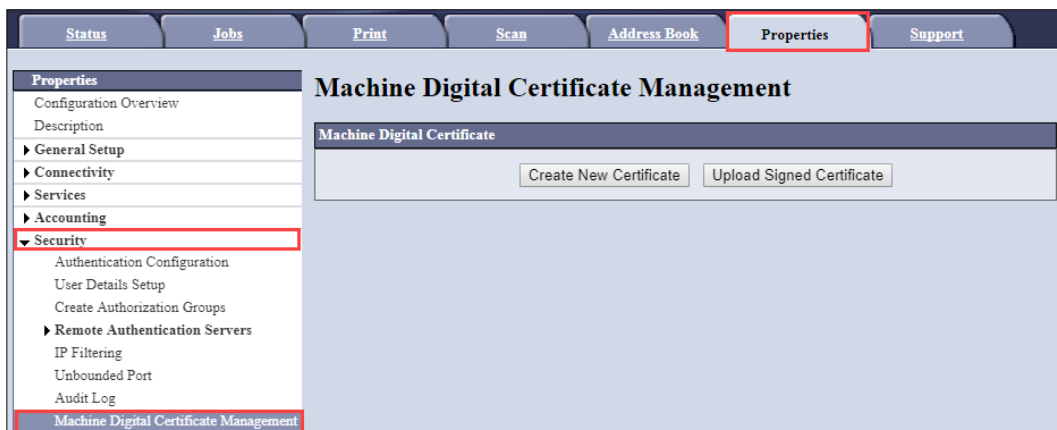 Status Jobs Print Scan Address Book Properties Support
Properties
Configuration Overview
Description
General Setup
Connectivity
Services
Accounting
Security
Authentication Configuration
User Details Setup
Create Authorization Groups
Remote Authentication Servers
IP Filtering
Unbounded Port
Audit Log
Machine Digital Certificate Management
Machine Digital Certificate Management
Machine Digital Certificate
Create New Certificate Upload Signed Certificate